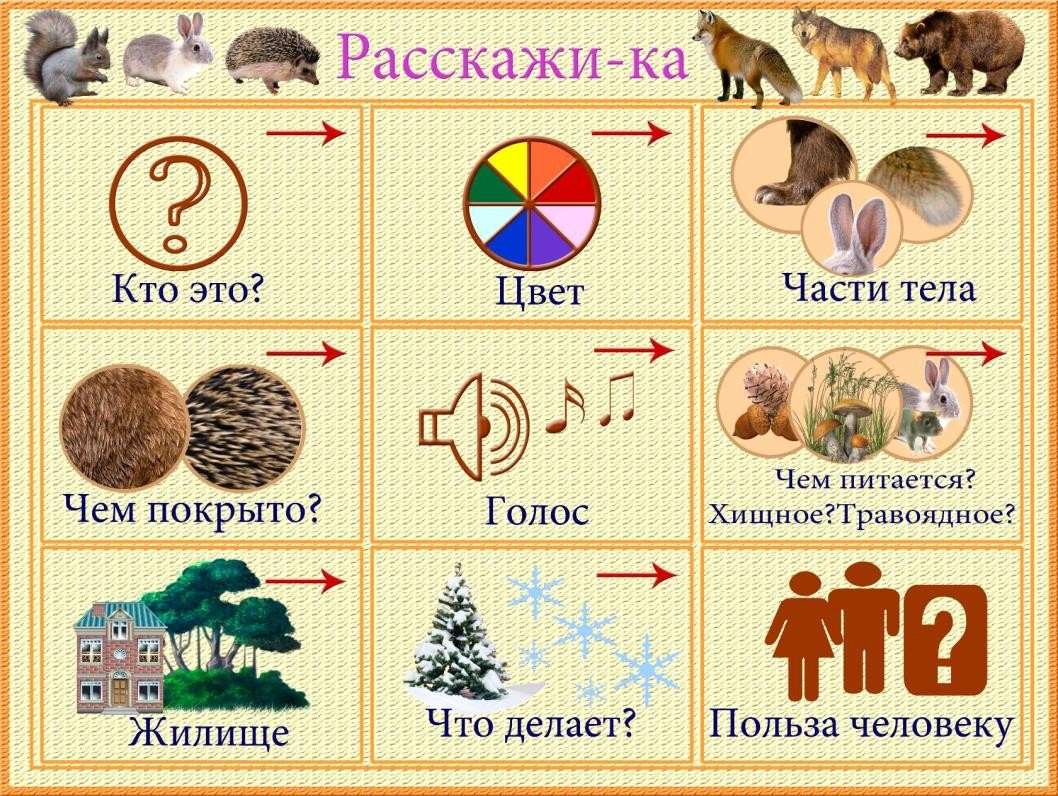 Расскажи-ка
Кто это?
Цвет
Части тела
Чем покрыто?
Голос
Чем питается?
Хищное?Травоядное?
Жилище
Что делает?
Польза человеку